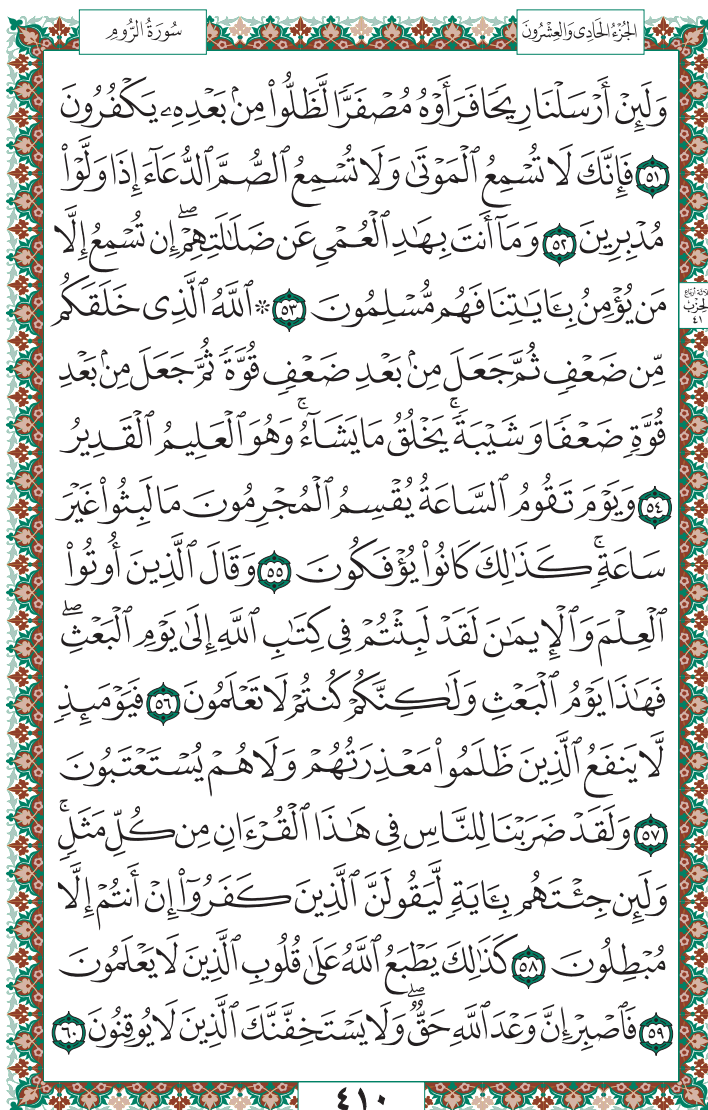 الجُزْءُ الحَادِى وَالعِشْرُونَ
سُورَةُ الرُّومِ
وَلَئِنْ أَرْسَلْنَا رِيحًا فَرَأَوْهُ مُصْفَرًّا لَّظَلُّوا۟ مِنۢ بَعْدِهِۦ يَكْفُرُونَ
٥١ فَإِنَّكَ لَا تُسْمِعُ ٱلْمَوْتَىٰ وَلَا تُسْمِعُ ٱلصُّمَّ ٱلدُّعَآءَ إِذَا وَلَّوْا۟
مُدْبِرِينَ ٥٢ وَمَآ أَنتَ بِهَٰدِ ٱلْعُمْىِ عَن ضَلَٰلَتِهِمْ ۖ إِن تُسْمِعُ إِلَّا
مَن يُؤْمِنُ بِـَٔايَٰتِنَا فَهُم مُّسْلِمُونَ ٥٣ * ٱللَّهُ ٱلَّذِى خَلَقَكُم
مِّن ضَعْفٍ ثُمَّ جَعَلَ مِنۢ بَعْدِ ضَعْفٍ قُوَّةً ثُمَّ جَعَلَ مِنۢ بَعْدِ
قُوَّةٍ ضَعْفًا وَشَيْبَةً ۚ يَخْلُقُ مَا يَشَآءُ ۚ وَهُوَ ٱلْعَلِيمُ ٱلْقَدِيرُ
٥٤ وَيَوْمَ تَقُومُ ٱلسَّاعَةُ يُقْسِمُ ٱلْمُجْرِمُونَ مَا لَبِثُوا۟ غَيْرَ
سَاعَةٍ ۚ كَذَٰلِكَ كَانُوا۟ يُؤْفَكُونَ ٥٥ وَقَالَ ٱلَّذِينَ أُوتُوا۟
ٱلْعِلْمَ وَٱلْإِيمَٰنَ لَقَدْ لَبِثْتُمْ فِى كِتَٰبِ ٱللَّهِ إِلَىٰ يَوْمِ ٱلْبَعْثِ ۖ
فَهَٰذَا يَوْمُ ٱلْبَعْثِ وَلَٰكِنَّكُمْ كُنتُمْ لَا تَعْلَمُونَ ٥٦ فَيَوْمَئِذٍ
لَّا يَنفَعُ ٱلَّذِينَ ظَلَمُوا۟ مَعْذِرَتُهُمْ وَلَا هُمْ يُسْتَعْتَبُونَ
٥٧ وَلَقَدْ ضَرَبْنَا لِلنَّاسِ فِى هَٰذَا ٱلْقُرْءَانِ مِن كُلِّ مَثَلٍ ۚ
وَلَئِن جِئْتَهُم بِـَٔايَةٍ لَّيَقُولَنَّ ٱلَّذِينَ كَفَرُوٓا۟ إِنْ أَنتُمْ إِلَّا
مُبْطِلُونَ ٥٨ كَذَٰلِكَ يَطْبَعُ ٱللَّهُ عَلَىٰ قُلُوبِ ٱلَّذِينَ لَا يَعْلَمُونَ
٥٩ فَٱصْبِرْ إِنَّ وَعْدَ ٱللَّهِ حَقٌّ ۖ وَلَا يَسْتَخِفَّنَّكَ ٱلَّذِينَ لَا يُوقِنُونَ ٦٠
الحِزْب
٤١
٤١٠